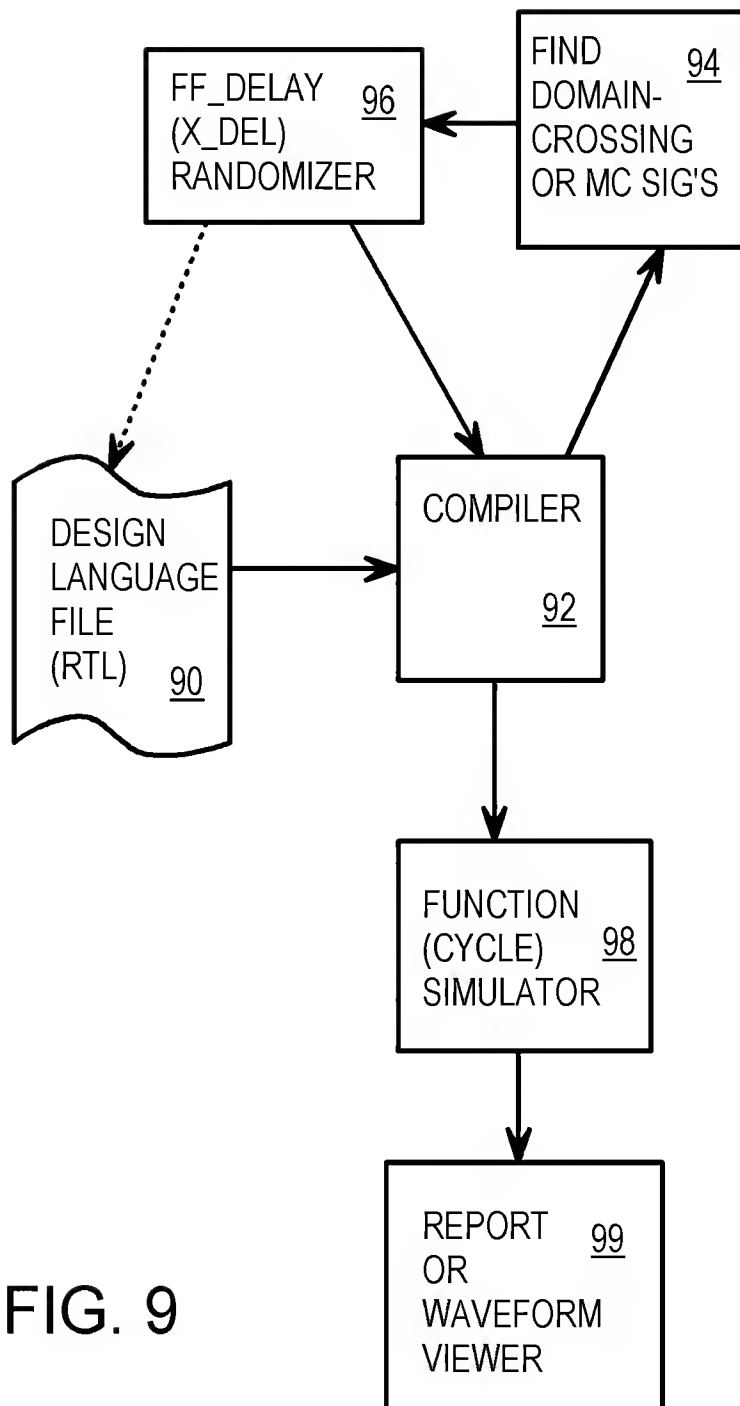 FF_DELAY
(X_DEL)
RANDOMIZER
96
FIND
DOMAIN-
CROSSING
OR MC SIG'S
94
DESIGN
LANGUAGE
FILE
(RTL)
90
COMPILER
92
FUNCTION
(CYCLE)
SIMULATOR
98
REPORT
OR
WAVEFORM
VIEWER
99
FIG. 9